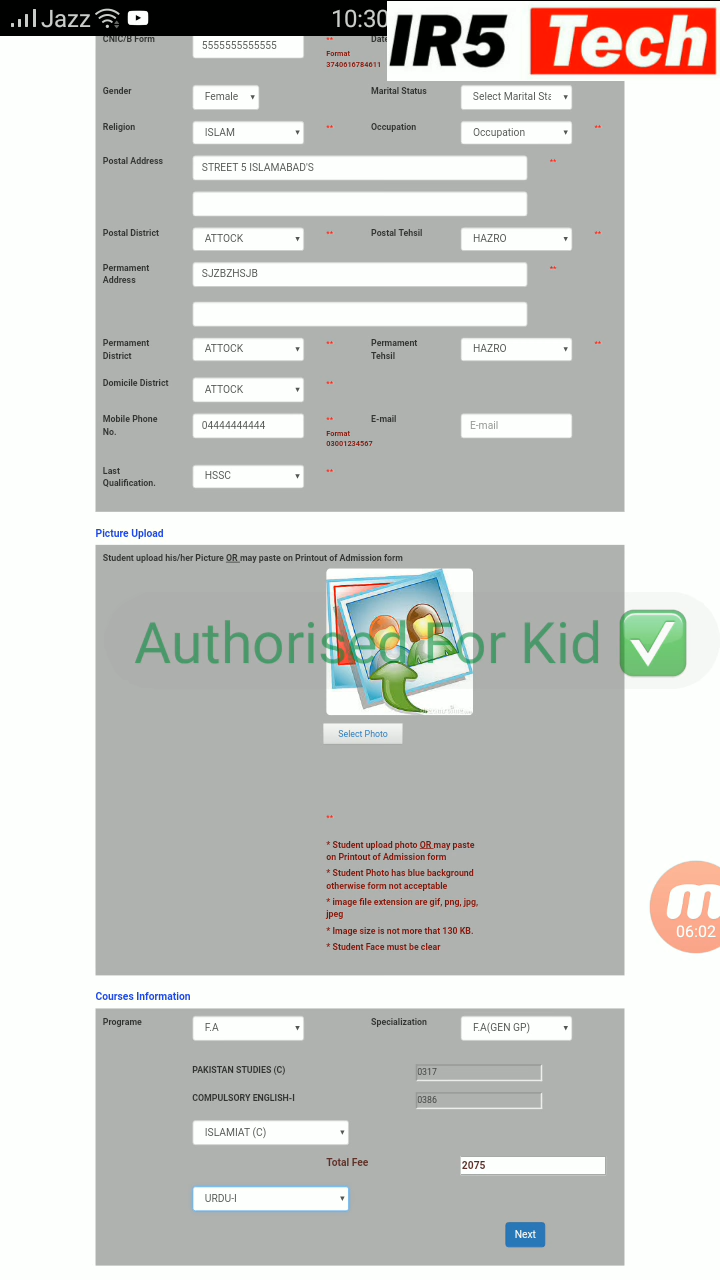 Jazz 10:30
IR5 Tech
CNIC/B Form 5555555555555 ** Date
Format
3740616784611
Gender Female Marital Status Select Marital Sta
Religion ISLAM ** Occupation Occupation **
Postal Address STREET 5 ISLAMABAD'S **
Postal District ATTOCK ** Postal Tehsil HAZRO **
Permament
Address SJZBZHSJB **
Permament
District ATTOCK ** Permament
Tehsil HAZRO **
Domicile District ATTOCK **
Mobile Phone
No. 04444444444 ** E-mail E-mail
Format
03001234567
Last
Qualification. HSSC **
Picture Upload
Student upload his/her Picture OR may paste on Printout of Admission form
Authorised For Kid ✅
Select Photo
**
* Student upload photo OR may paste
on Printout of Admission form
* Student Photo has blue background
otherwise form not acceptable
* image file extension are gif, png, jpg,
jpeg
* Image size is not more that 130 KB.
* Student Face must be clear
06:02
Courses Information
Programe F.A Specialization F.A(GEN GP)
PAKISTAN STUDIES (C) 0317
COMPULSORY ENGLISH-I 0386
ISLAMIAT (C)
Total Fee 2075
URDU-I
Next